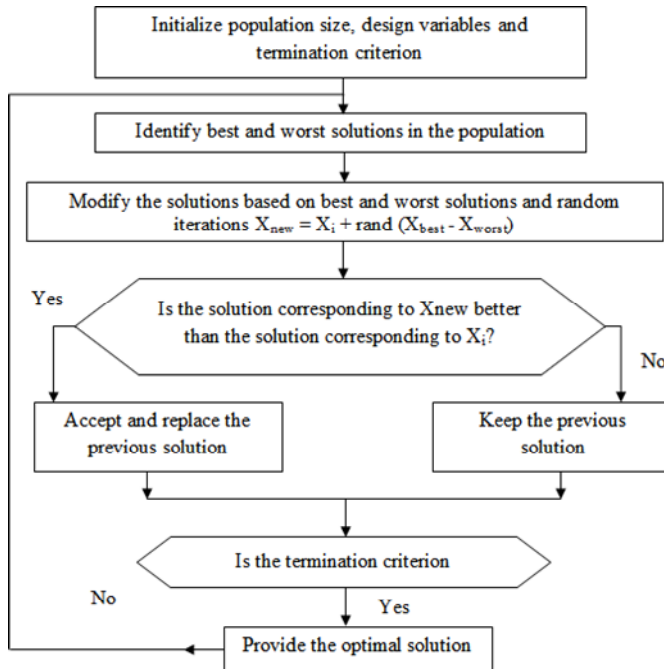 Initialize population size, design variables and
termination criterion
Identify best and worst solutions in the population
Modify the solutions based on best and worst solutions and random
iterations Xnew = Xi + rand (Xbest - Xworst)
Yes
Is the solution corresponding to Xnew better
than the solution corresponding to Xi?
No
Accept and replace the
previous solution
Keep the previous
solution
Is the termination criterion
No
Yes
Provide the optimal solution